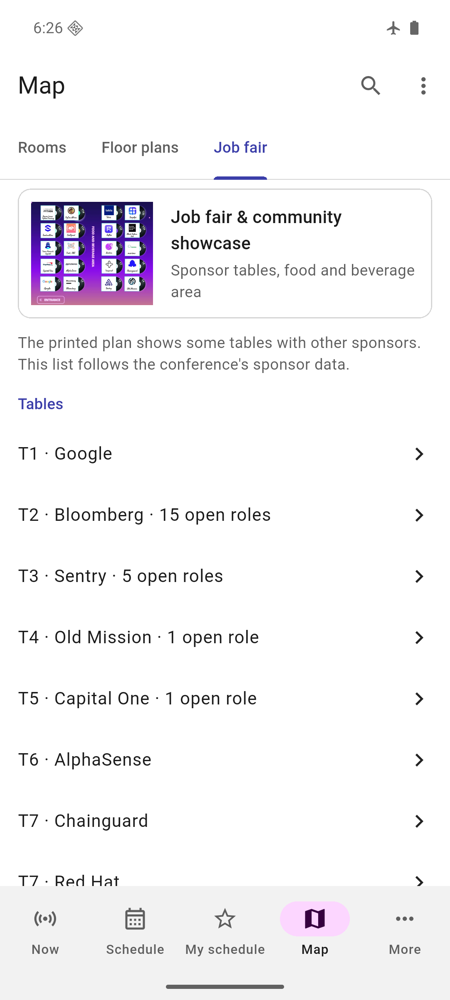 6:26
Map
Rooms
Floor plans
Job fair
Job fair & community
showcase
Sponsor tables, food and beverage
area
The printed plan shows some tables with other sponsors.
This list follows the conference's sponsor data.
Tables
T1 · Google
T2 · Bloomberg · 15 open roles
T3 · Sentry · 5 open roles
T4 · Old Mission · 1 open role
T5 · Capital One · 1 open role
T6 · AlphaSense
T7 · Chainguard
T7 · Red Hat
Now
Schedule
My schedule
Map
More